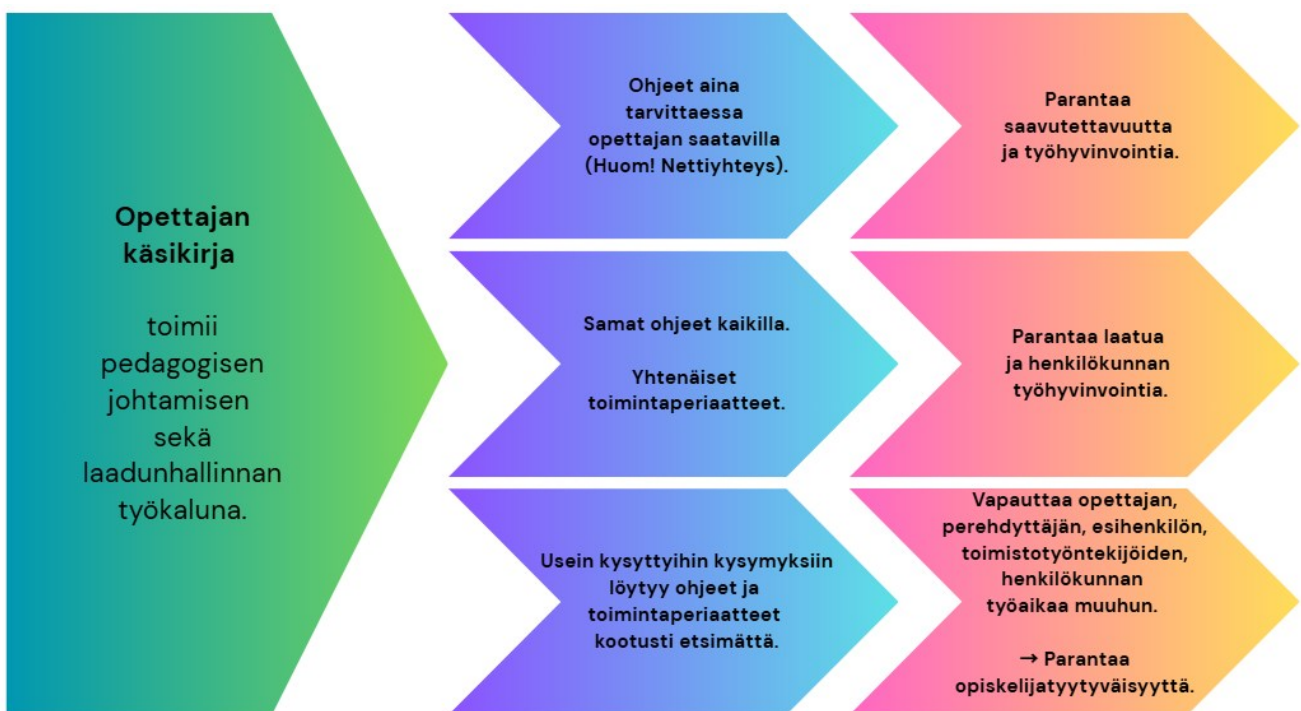 Opettajan
käsikirja
toimii
pedagogisen
johtamisen
sekä
laadunhallinnan
työkaluna.
Ohjeet aina
tarvittaessa
opettajan saatavilla
(Huom! Nettiyhteys).
Parantaa
saavutettavuutta
ja työhyvinvointia.
Samat ohjeet kaikilla.
Yhtenäiset
toimintaperiaatteet.
Parantaa laatua
ja henkilökunnan
työhyvinvointia.
Usein kysyttyihin kysymyksiin
löytyy ohjeet ja
toimintaperiaatteet
kootusti etsimättä.
Vapauttaa opettajan,
perehdyttäjän, esihenkilön,
toimistotyöntekijöiden,
henkilökunnan
työaikaa muuhun.
→ Parantaa
opiskelijatyytyväisyyttä.